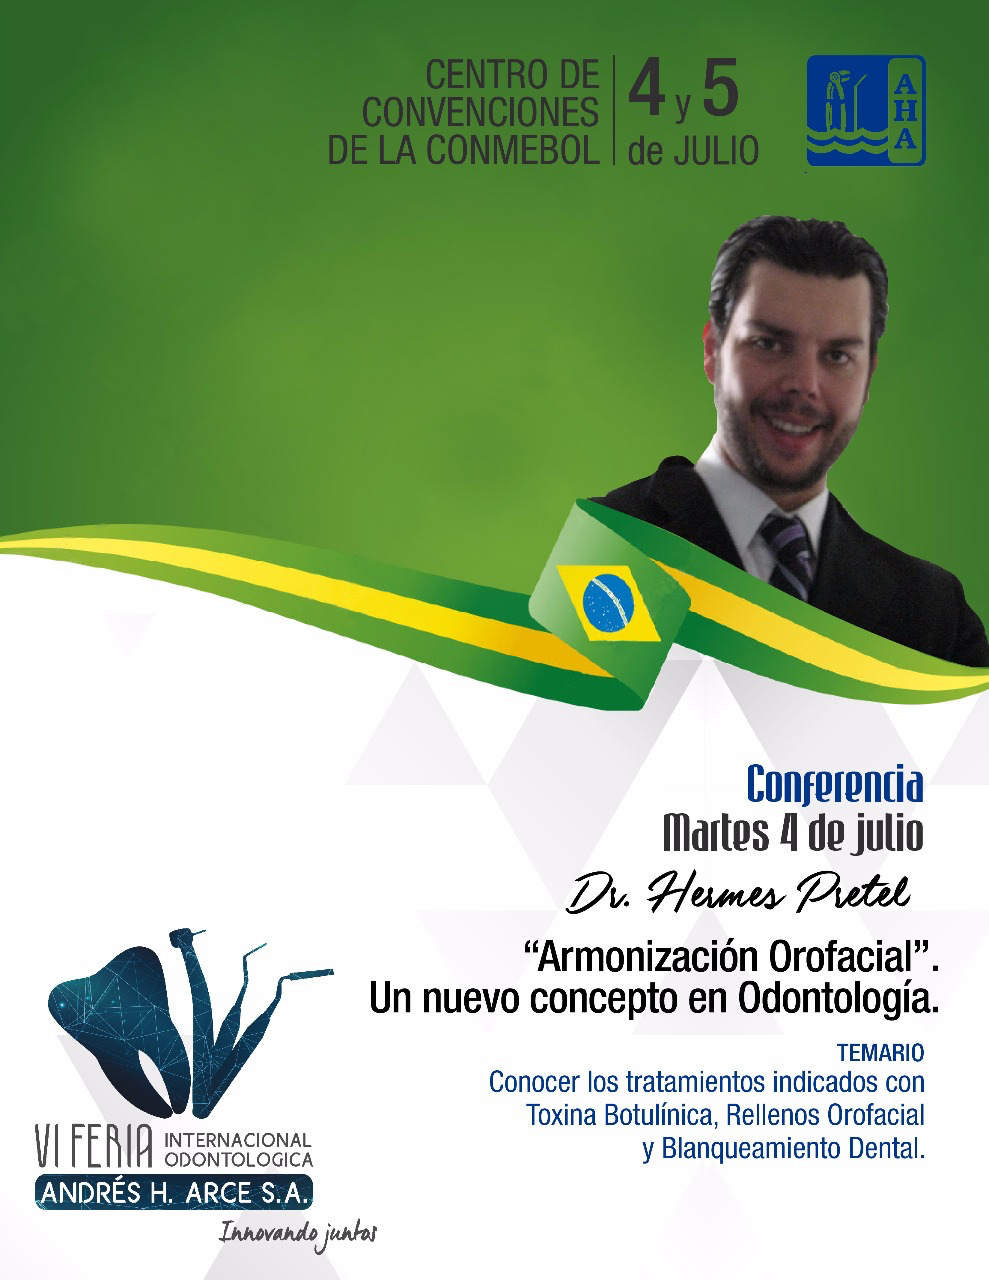 CENTRO DE
CONVENCIONES
DE LA CONMEBOL
4 y 5
de JULIO
AHA
Conferencia
Martes 4 de julio
Dr. Hermes Pretel
“Armonización Orofacial”.
Un nuevo concepto en Odontología.
TEMARIO
Conocer los tratamientos indicados con
Toxina Botulínica, Rellenos Orofacial
y Blanqueamiento Dental.
VI FERIA INTERNACIONAL
ODONTOLOGICA
ANDRÉS H. ARCE S.A.
Innovando juntos